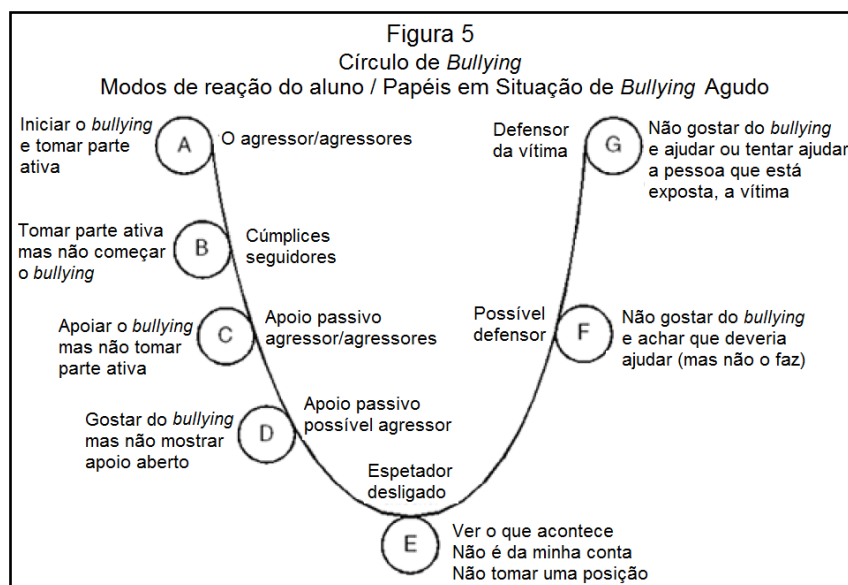 Figura 5
Círculo de Bullying
Modos de reação do aluno / Papéis em Situação de Bullying Agudo
Iniciar o bullying
e tomar parte
ativa
A
O agressor/agressores
Defensor
da vítima
G
Não gostar do bullying
e ajudar ou tentar ajudar
a pessoa que está
exposta, a vítima
Tomar parte ativa
mas não começar
o bullying
B
Cúmplices
seguidores
Apoiar o bullying
mas não tomar
parte ativa
C
Apoio passivo
agressor/agressores
Possível
defensor
F
Não gostar do bullying
e achar que deveria
ajudar (mas não o faz)
Gostar do bullying
mas não mostrar
apoio aberto
D
Apoio passivo
possível agressor
Espetador
desligado
E
Ver o que acontece
Não é da minha conta
Não tomar uma posição